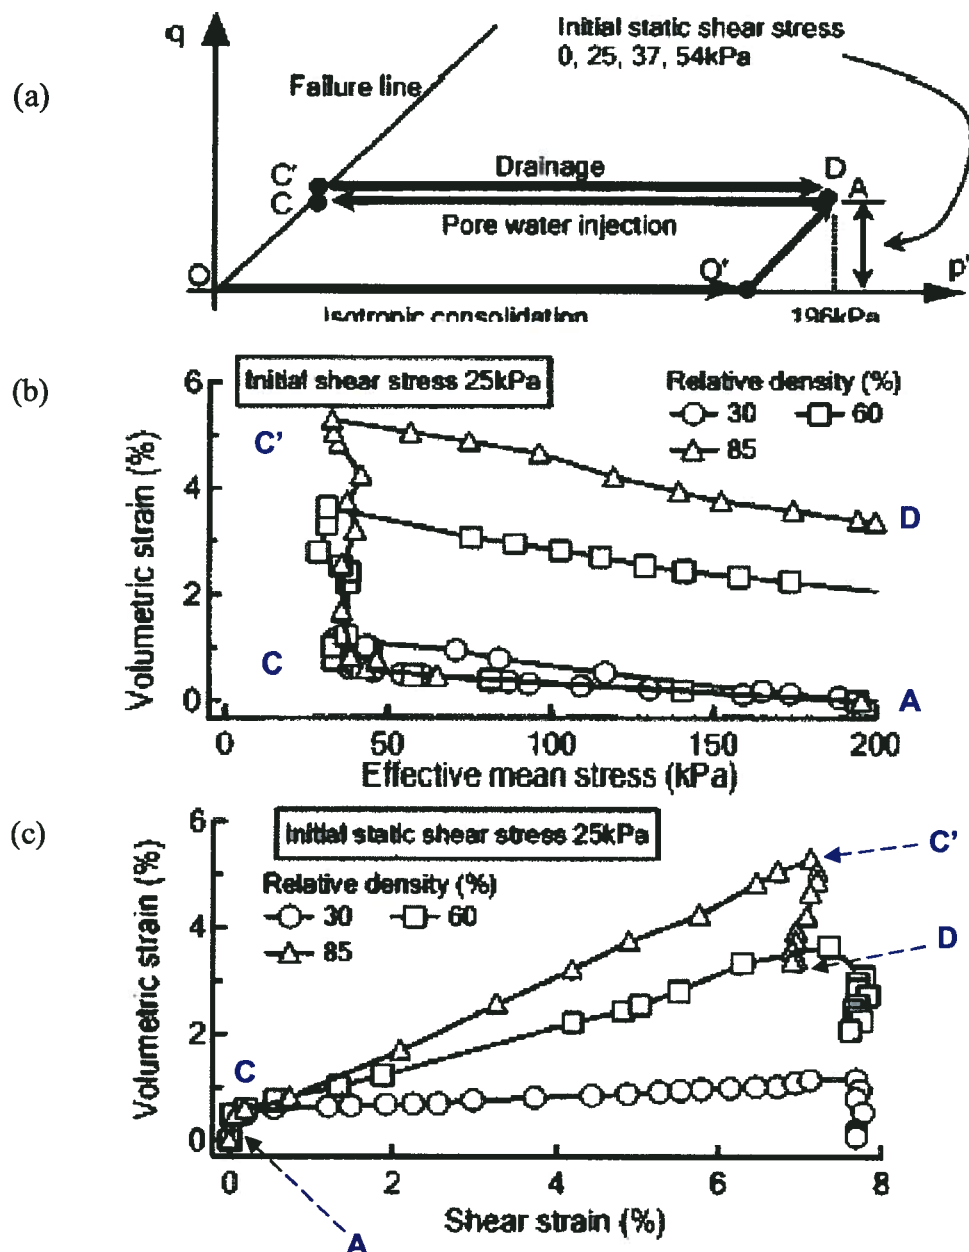 (a)
q
Initial static shear stress
0, 25, 37, 54kPa
Failure line
C'
C
Drainage
D
A
Pore water injection
O
O'
p'
Isotropic consolidation
196kPa
(b)
Initial shear stress 25kPa
Relative density (%)
30 60
85
C'
D
C
A
Volumetric strain (%)
6
4
2
0
0 50 100 150 200
Effective mean stress (kPa)
(c)
Initial static shear stress 25kPa
Relative density (%)
30 60
85
C'
D
C
A
Volumetric strain (%)
6
4
2
0
0 2 4 6 8
Shear strain (%)